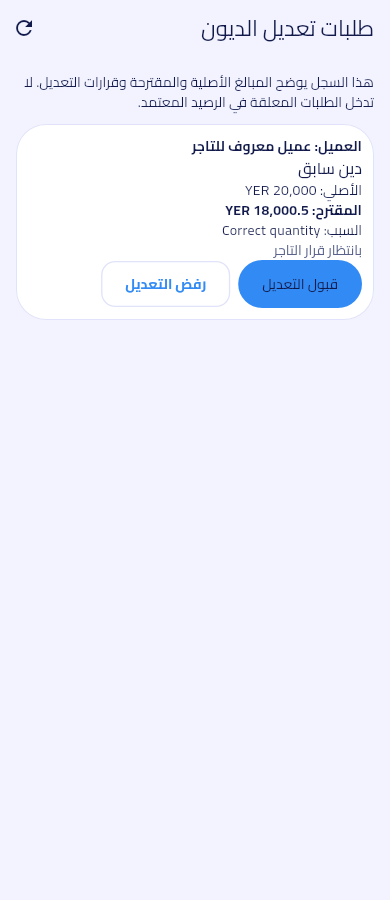 طلبات تعديل الديون
هذا السجل يوضح المبالغ الأصلية والمقترحة وقرارات التعديل. لا
تدخل الطلبات المعلقة في الرصيد المعتمد.
العميل: عميل معروف للتاجر
دين سابق
الأصلي: 20,000 YER
المقترح: 18,000.5 YER
السبب: Correct quantity
بانتظار قرار التاجر
قبول التعديل
رفض التعديل